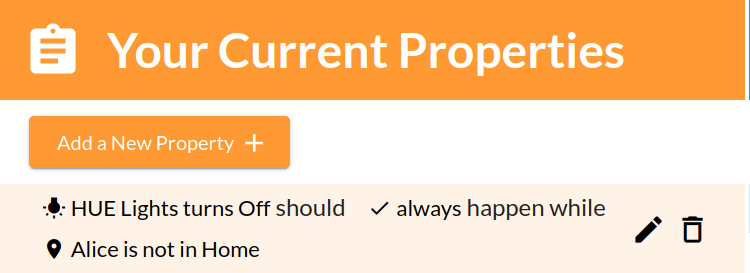 Your Current Properties
Add a New Property +
HUE Lights turns Off should always happen while
Alice is not in Home